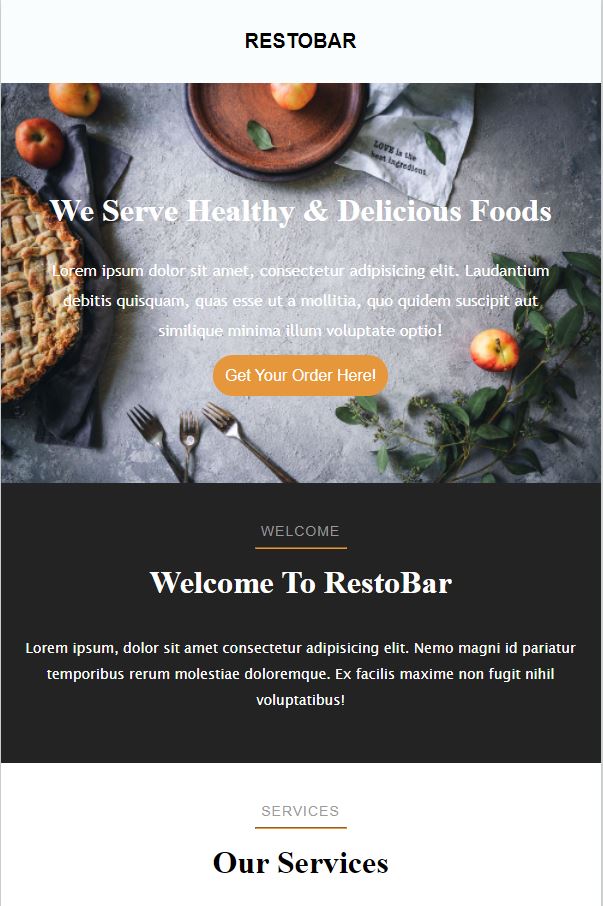 RESTOBAR
LOVE is the
best ingredient
We Serve Healthy & Delicious Foods
Lorem ipsum dolor sit amet, consectetur adipisicing elit. Laudantium
debitis quisquam, quas esse ut a mollitia, quo quidem suscipit aut
similique minima illum voluptate optio!
Get Your Order Here!
WELCOME
Welcome To RestoBar
Lorem ipsum, dolor sit amet consectetur adipisicing elit. Nemo magni id pariatur
temporibus rerum molestiae doloremque. Ex facilis maxime non fugit nihil
voluptatibus!
SERVICES
Our Services